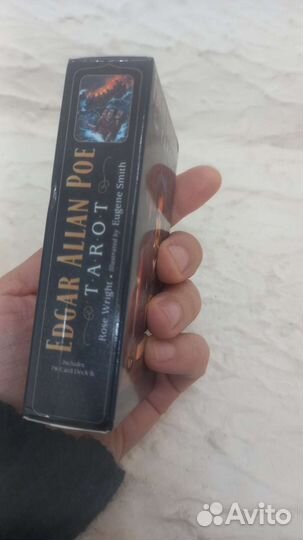 EDGAR ALLAN POE
TAROT
Rose Wright • Illustrated by Eugene Smith
Includes
78-Card Deck &
Avito